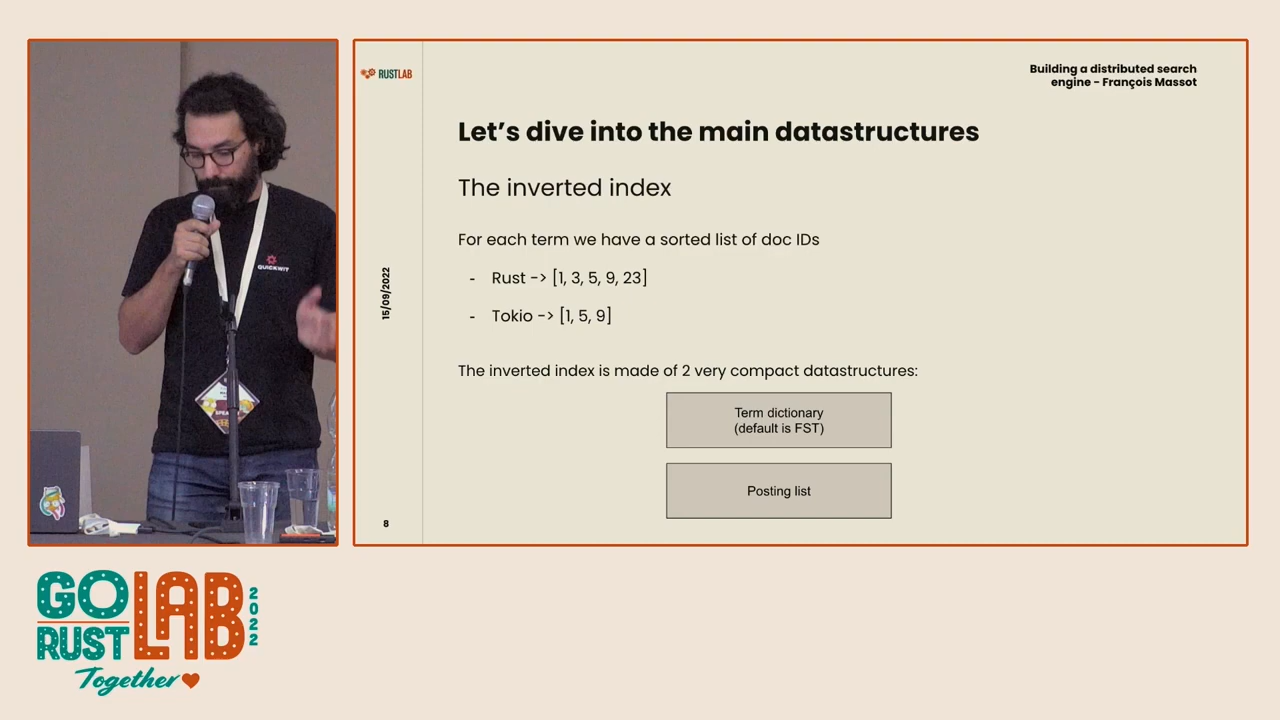 RUSTLAB
Building a distributed search
engine - François Massot
Let's dive into the main datastructures
The inverted index
For each term we have a sorted list of doc IDs
- Rust -> [1, 3, 5, 9, 23]
- Tokio -> [1, 5, 9]
The inverted index is made of 2 very compact datastructures:
Term dictionary
(default is FST)
Posting list
15/09/2022
8
QUICKWIT
GO
RUST
LAB
2022
Together